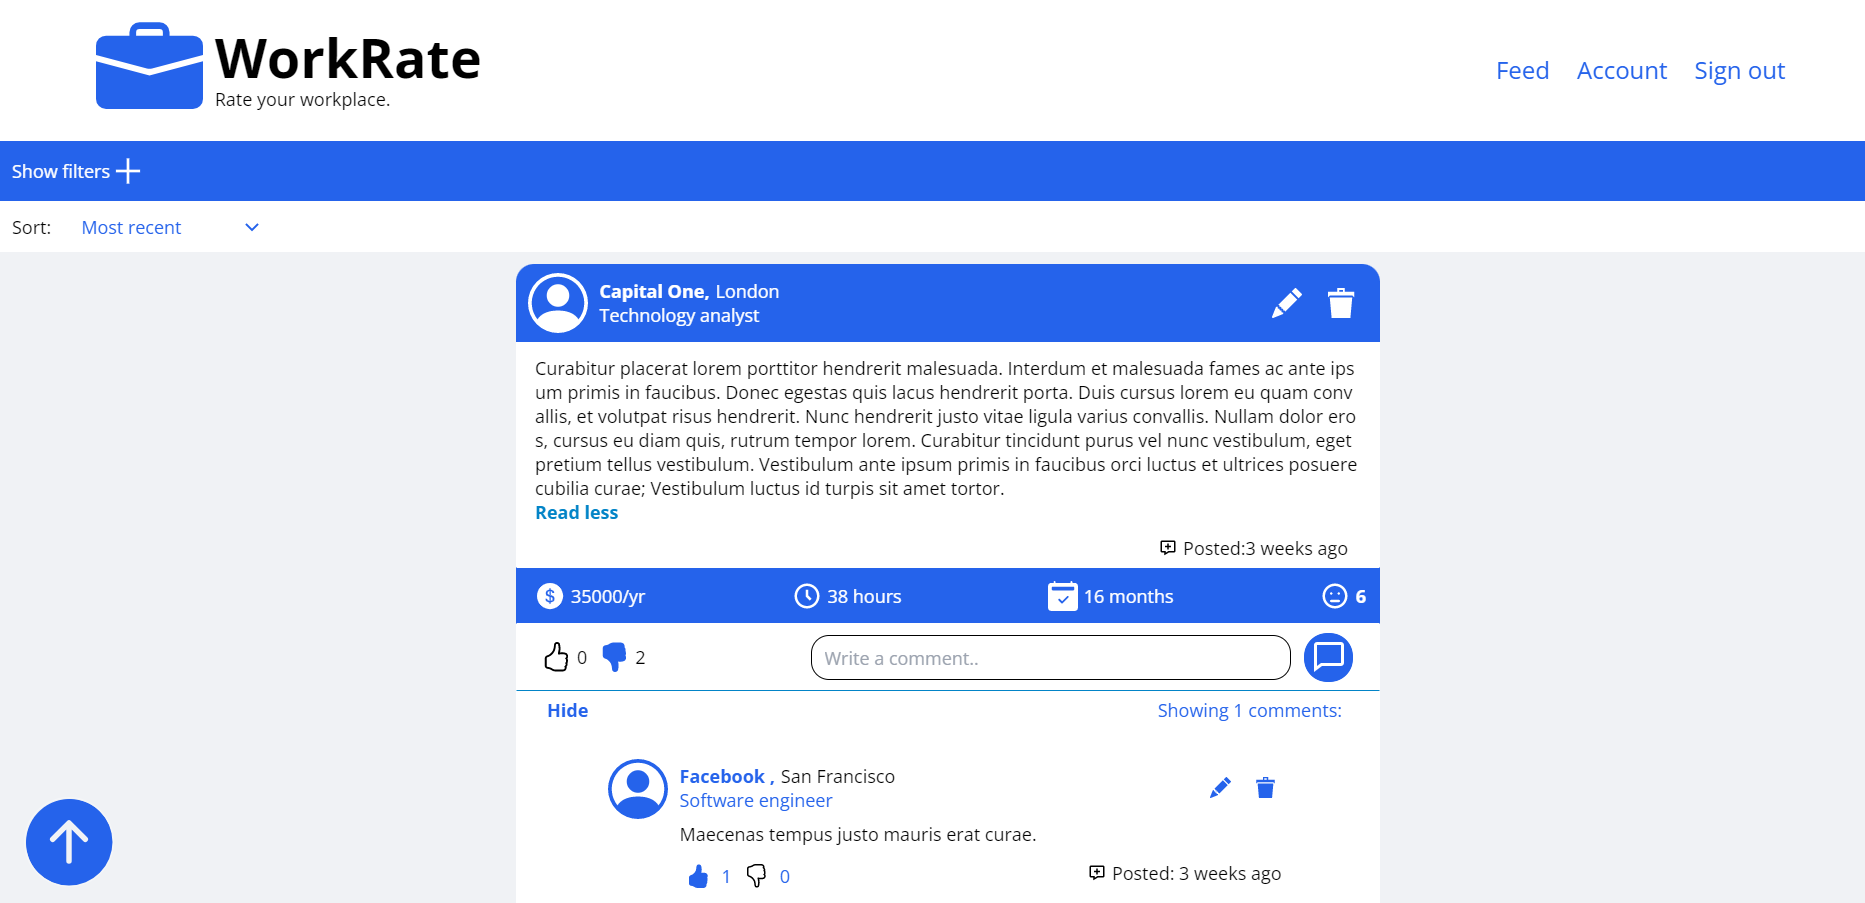 WorkRate
Rate your workplace.
Feed Account Sign out
Show filters
Sort: Most recent
Capital One, London
Technology analyst
Curabitur placerat lorem porttitor hendrerit malesuada. Interdum et malesuada fames ac ante ips
um primis in faucibus. Donec egestas quis lacus hendrerit porta. Duis cursus lorem eu quam conv
allis, et volutpat risus hendrerit. Nunc hendrerit justo vitae ligula varius convallis. Nullam dolor ero
s, cursus eu diam quis, rutrum tempor lorem. Curabitur tincidunt purus vel nunc vestibulum, eget
pretium tellus vestibulum. Vestibulum ante ipsum primis in faucibus orci luctus et ultrices posuere
cubilia curae; Vestibulum luctus id turpis sit amet tortor.
Read less
Posted:3 weeks ago
$ 35000/yr 38 hours 16 months 6
0 2 Write a comment..
Hide Showing 1 comments:
Facebook , San Francisco
Software engineer
Maecenas tempus justo mauris erat curae.
1 0 Posted: 3 weeks ago